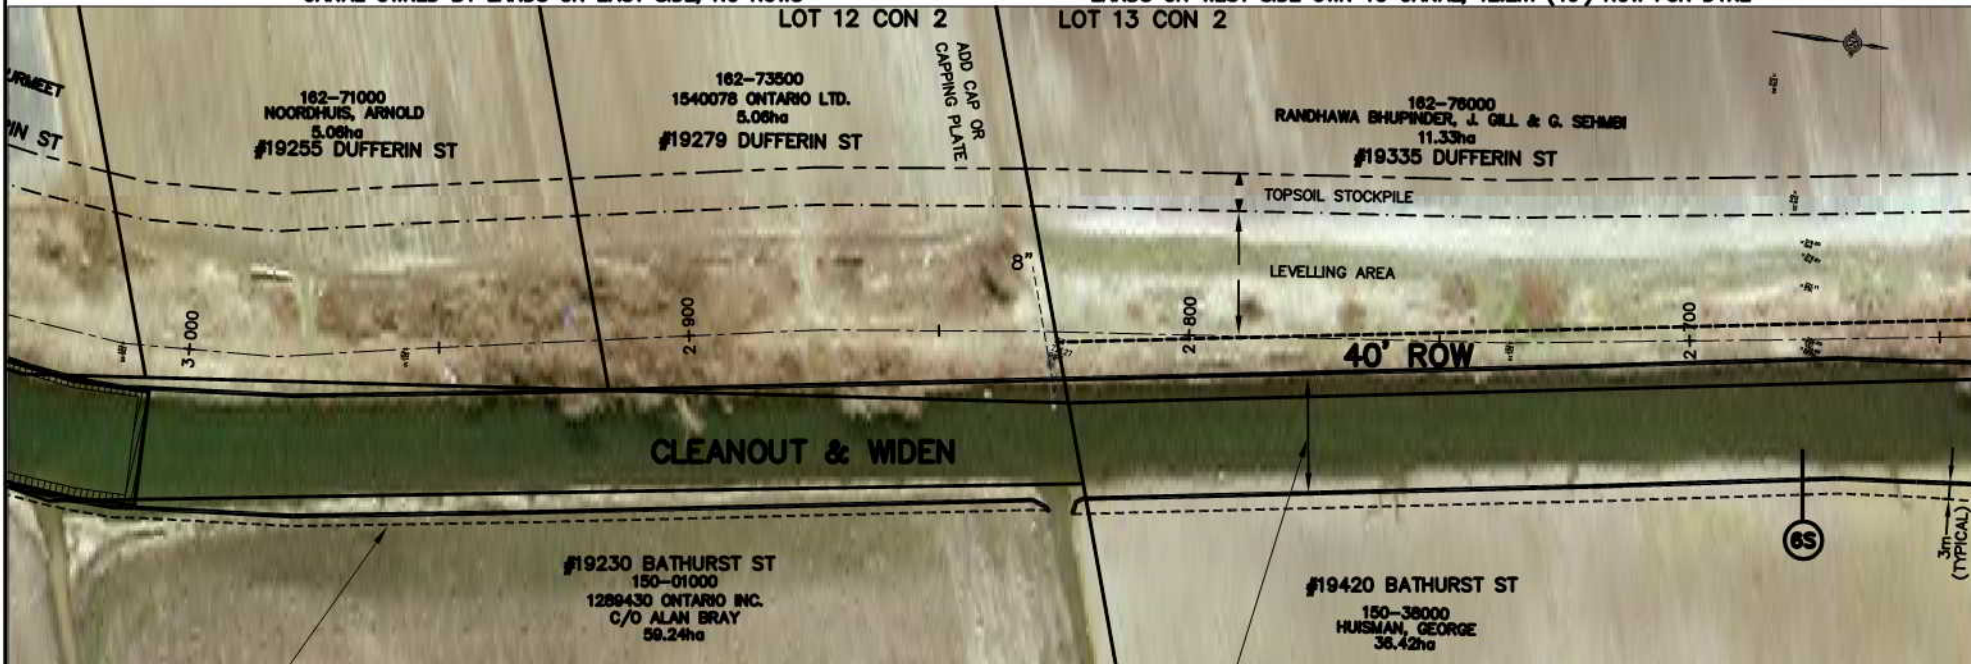 LOT 12 CON 2
LOT 13 CON 2
ADD CAP OR
CAPPING PLATE
162-71000
NOORDHUIS, ARNOLD
5.06ha
#19255 DUFFERIN ST
162-73500
1540078 ONTARIO LTD.
5.06ha
#19279 DUFFERIN ST
162-76000
RANDHAWA BHUPINDER, J. GILL & G. SEHMBI
11.33ha
#19335 DUFFERIN ST
TOPSOIL STOCKPILE
LEVELLING AREA
8"
3+000
2+900
2+800
2+700
40' ROW
CLEANOUT & WIDEN
6S
3m
(TYPICAL)
#19230 BATHURST ST
150-01000
1289430 ONTARIO INC.
C/O ALAN BRAY
59.24ha
#19420 BATHURST ST
150-38000
HUISMAN, GEORGE
36.42ha